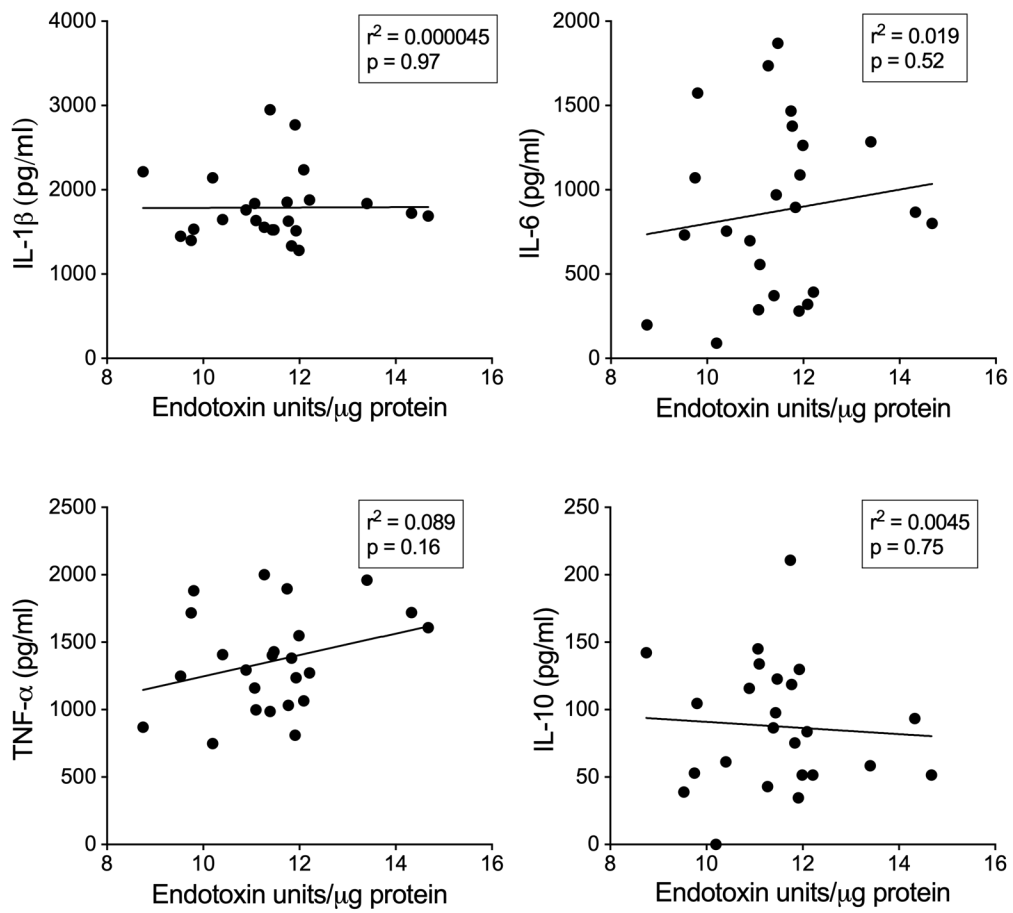 4000
3000
2000
1000
0
IL-1β (pg/ml)
r² = 0.000045
p = 0.97
8
10
12
14
16
Endotoxin units/μg protein
2000
1500
1000
500
0
IL-6 (pg/ml)
r² = 0.019
p = 0.52
8
10
12
14
16
Endotoxin units/μg protein
2500
2000
1500
1000
500
0
TNF-α (pg/ml)
r² = 0.089
p = 0.16
8
10
12
14
16
Endotoxin units/μg protein
250
200
150
100
50
0
IL-10 (pg/ml)
r² = 0.0045
p = 0.75
8
10
12
14
16
Endotoxin units/μg protein